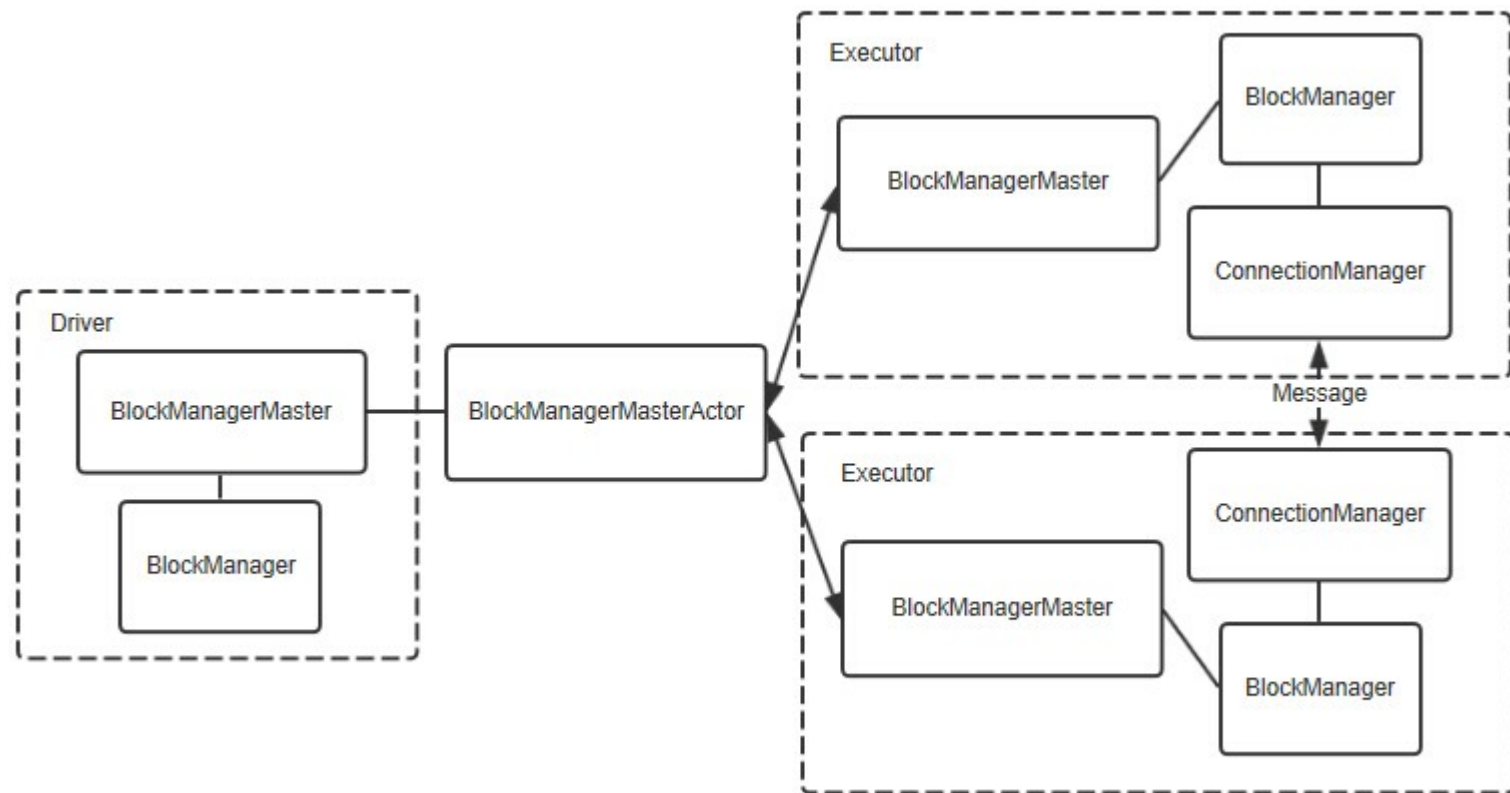 Driver
BlockManagerMaster
BlockManager
BlockManagerMasterActor
Executor
BlockManagerMaster
BlockManager
ConnectionManager
Message
Executor
ConnectionManager
BlockManagerMaster
BlockManager